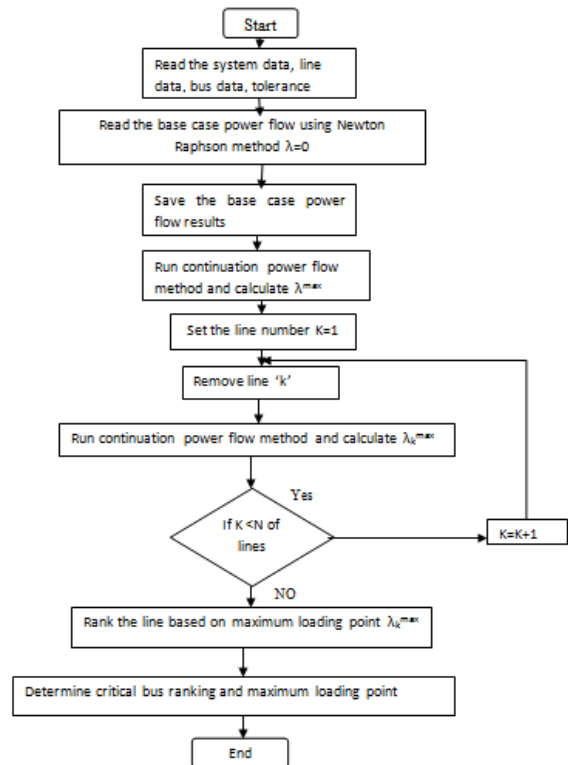 Start
Read the system data, line
data, bus data, tolerance
Read the base case power flow using Newton
Raphson method λ=0
Save the base case power
flow results
Run continuation power flow
method and calculate λᵐᵃˣ
Set the line number K=1
Remove line ‘k’
Run continuation power flow method and calculate λₖᵐᵃˣ
Yes
If K <N of
lines
K=K+1
NO
Rank the line based on maximum loading point λₖᵐᵃˣ
Determine critical bus ranking and maximum loading point
End